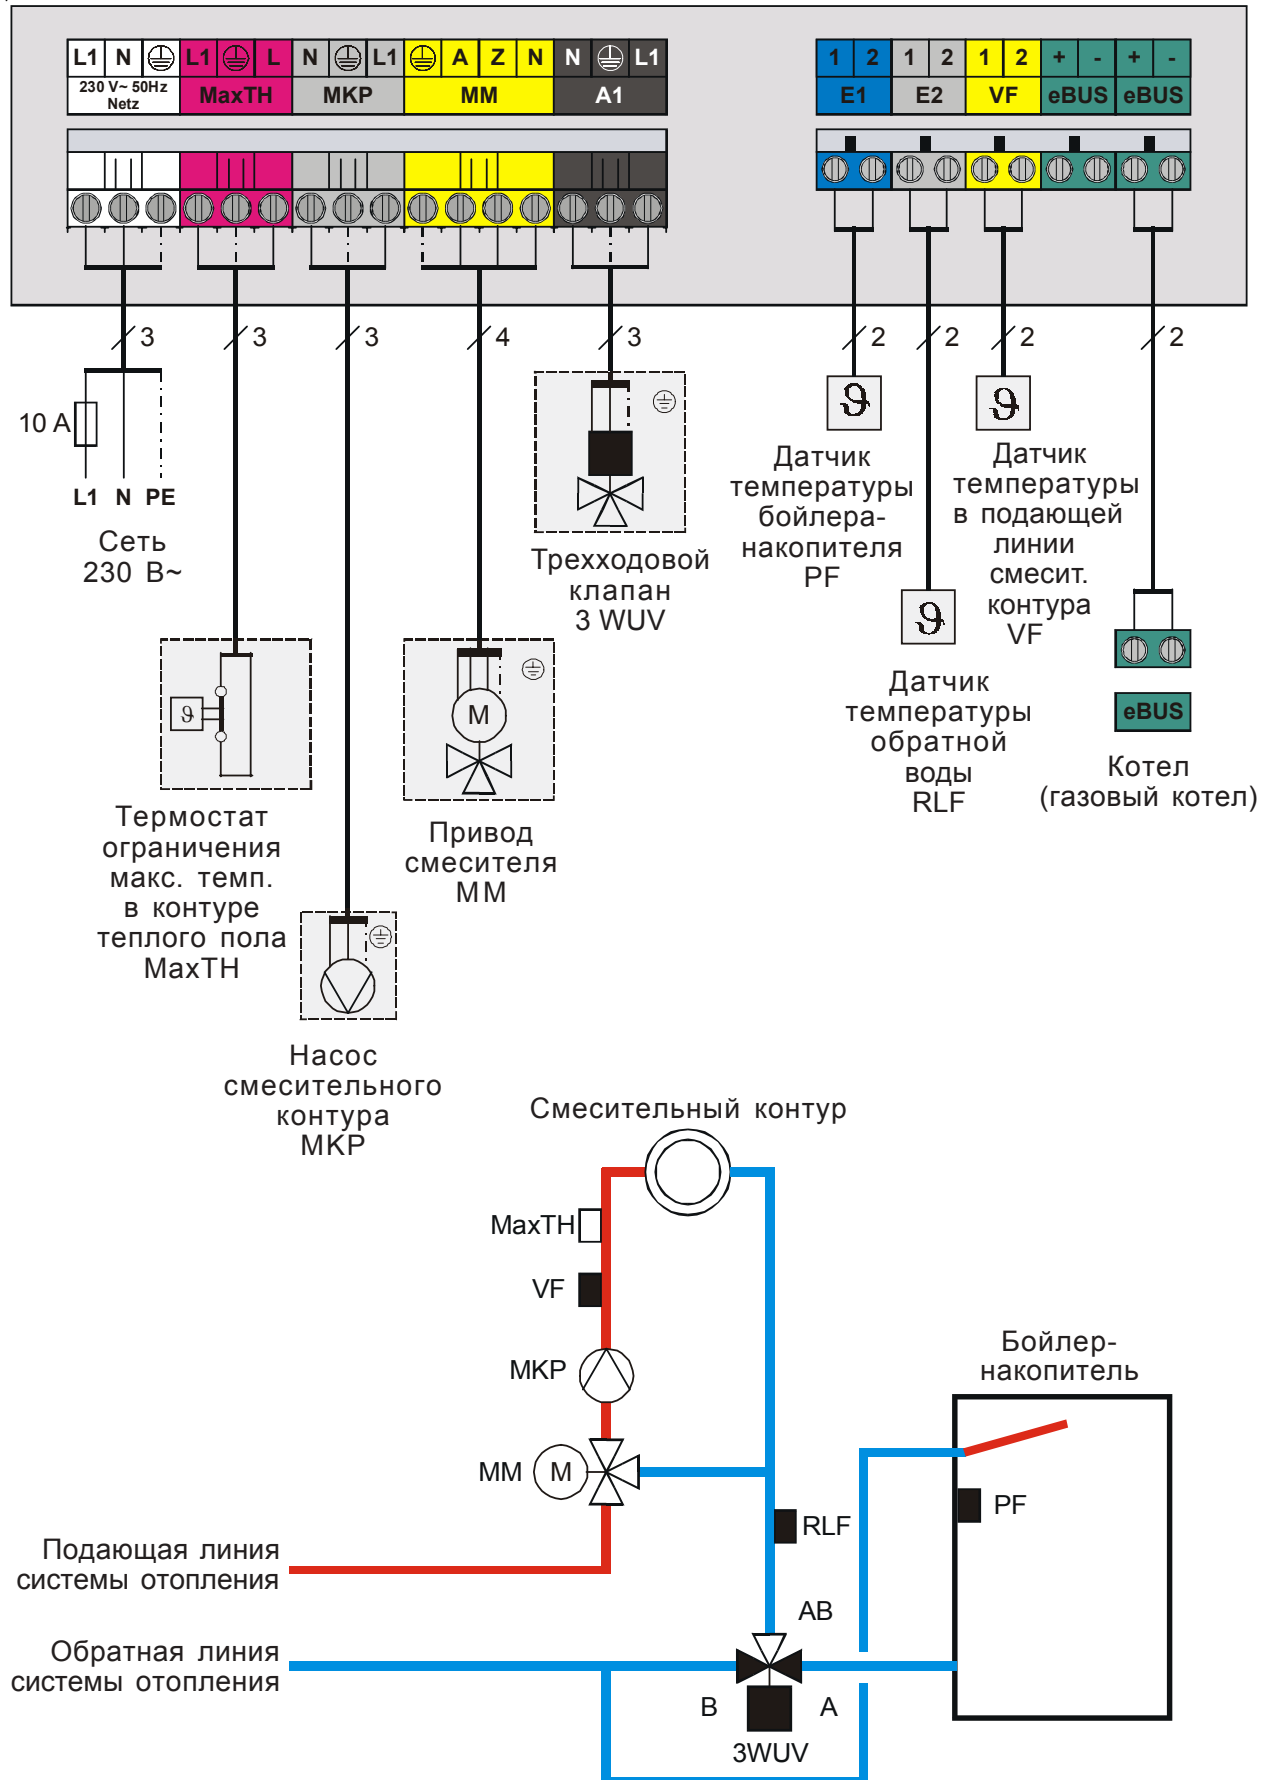 L1 N L1 L N L1 A Z N N L1
230 V~ 50Hz
Netz
MaxTH MKP MM A1
1 2 1 2 1 2 + - + -
E1 E2 VF eBUS eBUS
3 3 3 4 3 2 2 2 2
10 A
L1 N PE
Сеть
230 В~
Термостат
ограничения
макс. темп.
в контуре
теплого пола
MaxTH
Насос
смесительного
контура
MKP
M
Привод
смесителя
MM
Трехходовой
клапан
3 WUV
ϑ
Датчик
температуры
бойлера-
накопителя
PF
ϑ
Датчик
температуры
обратной
воды
RLF
ϑ
Датчик
температуры
в подающей
линии
смесит.
контура
VF
eBUS
Котел
(газовый котел)
ϑ
Смесительный контур
MaxTH
VF
MKP
MM M
Бойлер-
накопитель
PF
RLF
Подающая линия
системы отопления
AB
Обратная линия
системы отопления
B A
3WUV